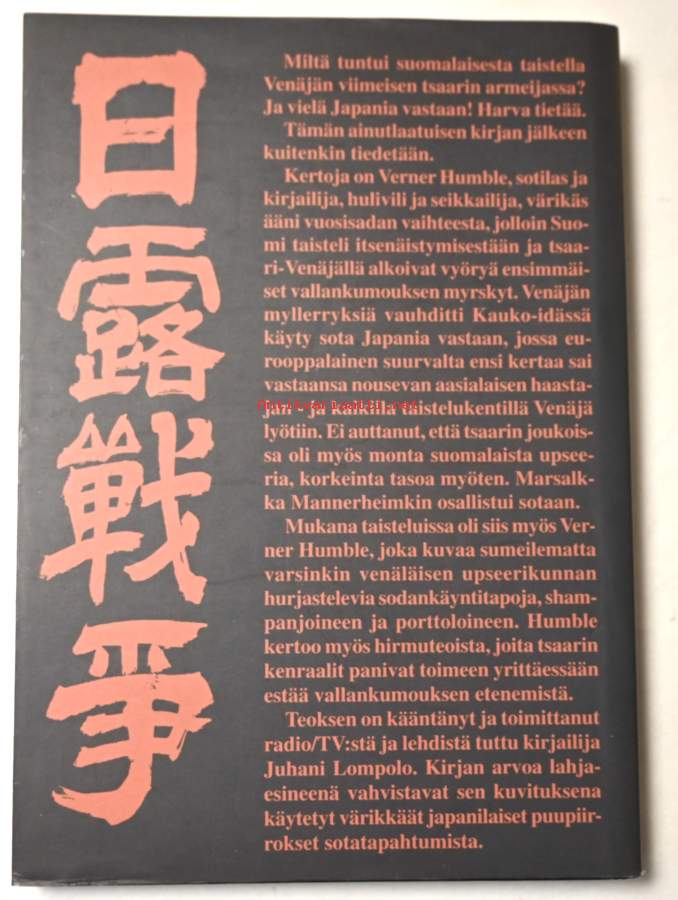 日露戰爭
Miltä tuntui suomalaisesta taistella
Venäjän viimeisen tsaarin armeijassa?
Ja vielä Japania vastaan! Harva tietää.
Tämän ainutlaatuisen kirjan jälkeen
kuitenkin tiedetään.
Kertoja on Verner Humble, sotilas ja
kirjailija, hulivili ja seikkailija, värikäs
ääni vuosisadan vaihteesta, jolloin Suo-
mi taisteli itsenäistymisestään ja tsaa-
ri-Venäjällä alkoivat vyöryä ensimmäi-
set vallankumouksen myrskyt. Venäjän
myllerryksiä vauhditti Kauko-idässä
käyty sota Japania vastaan, jossa eu-
rooppalainen suurvalta ensi kertaa sai
vastaansa nousevan aasialaisen haasta-
jan - ja taistelukentillä Venäjä
lyötiin. Ei auttanut, että tsaarin joukois-
sa oli myös monta suomalaista upsee-
ria, korkeinta tasoa myöten. Marsalk-
ka Mannerheimkin osallistui sotaan.
Mukana taisteluissa oli siis myös Ver-
ner Humble, joka kuvaa sumeilematta
varsinkin venäläisen upseerikunnan
hurjastelevia sodankäyntitapoja, sham-
panjoineen ja porttoloineen. Humble
kertoo myös hirmuteoista, joita tsaarin
kenraalit panivat toimeen yrittäessään
estää vallankumouksen etenemistä.
Teoksen on kääntänyt ja toimittanut
radio/TV:stä ja lehdistä tuttu kirjailija
Juhani Lompolo. Kirjan arvoa lahja-
esineenä vahvistavat sen kuvituksena
käytetyt värikkäät japanilaiset puupiir-
rokset sotatapahtumista.